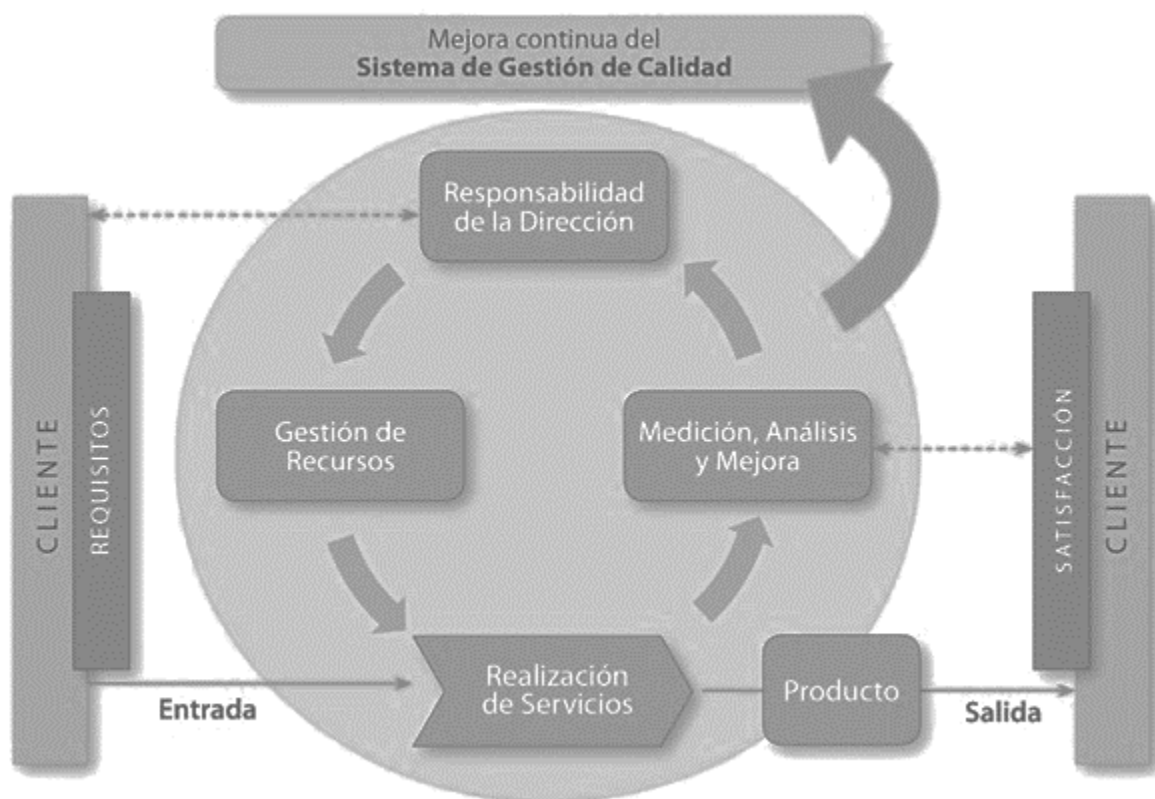 Mejora continua del
Sistema de Gestión de Calidad
Responsabilidad
de la Dirección
CLIENTE
REQUISITOS
Gestión de
Recursos
Medición, Análisis
y Mejora
SATISFACCIÓN
CLIENTE
Entrada
Realización
de Servicios
Producto
Salida